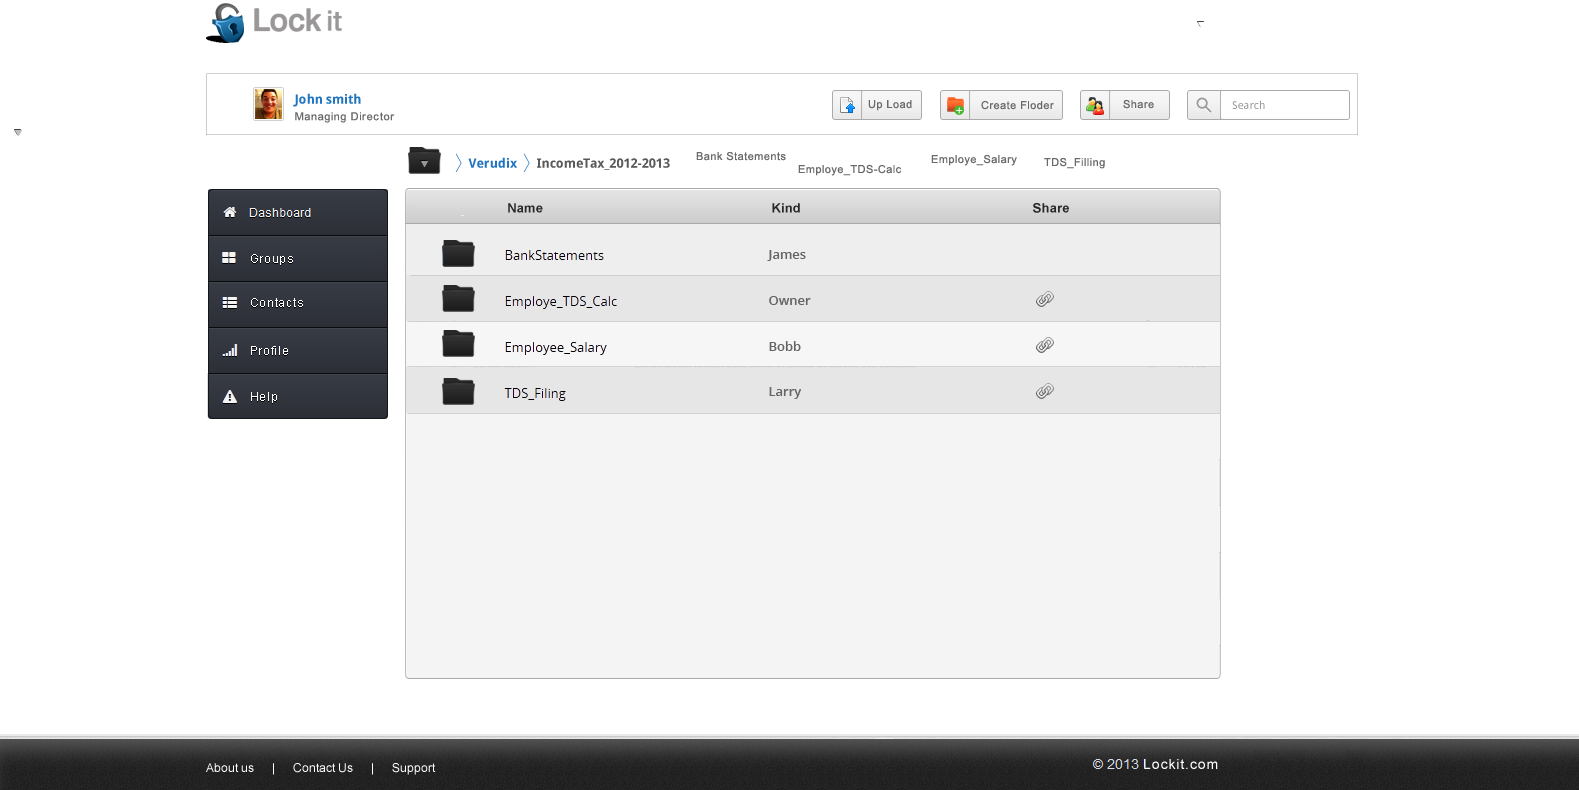 Lock it
John smith
Managing Director
Up Load
Create Floder
Share
Search
Verudix
IncomeTax_2012-2013
Bank Statements
Employe_TDS-Calc
Employe_Salary
TDS_Filling
Dashboard
Groups
Contacts
Profile
Help
Name Kind Share
BankStatements James
Employe_TDS_Calc Owner
Employee_Salary Bobb
TDS_Filing Larry
About us | Contact Us | Support
© 2013 Lockit.com